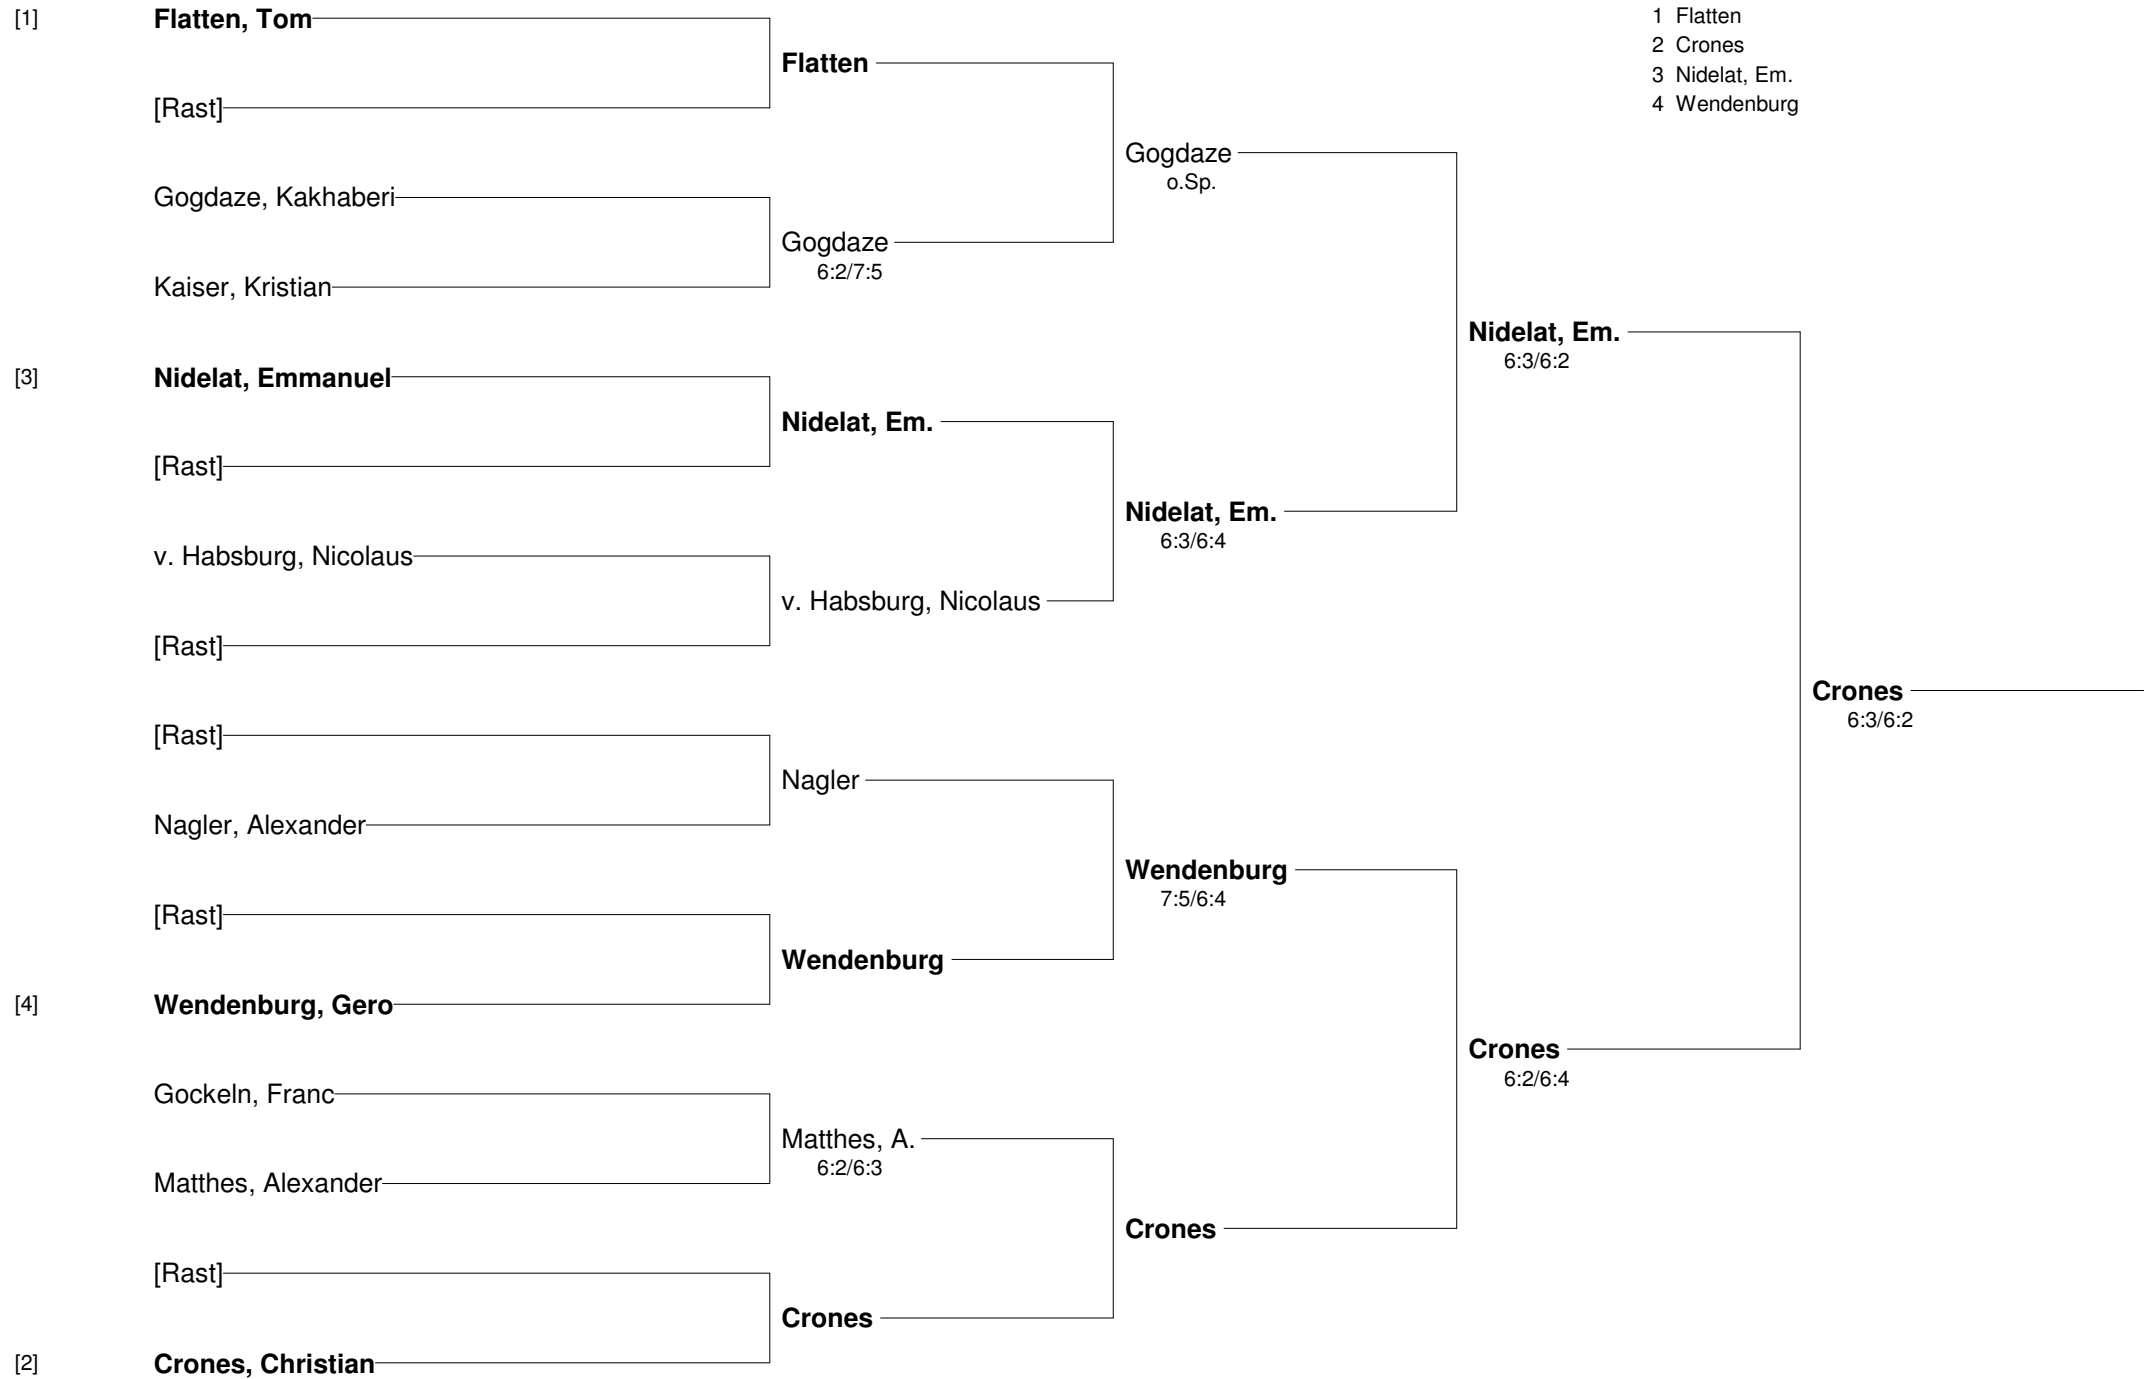 [1] Flatten, Tom
[Rast]
Gogdaze, Kakhaberi
Kaiser, Kristian
[3] Nidelat, Emmanuel
[Rast]
v. Habsburg, Nicolaus
[Rast]
[Rast]
Nagler, Alexander
[Rast]
[4] Wendenburg, Gero
Gockeln, Franc
Matthes, Alexander
[Rast]
[2] Crones, Christian
Flatten
Gogdaze
6:2/7:5
Nidelat, Em.
v. Habsburg, Nicolaus
Nagler
Wendenburg
Matthes, A.
6:2/6:3
Crones
Gogdaze
o.Sp.
Nidelat, Em.
6:3/6:4
Wendenburg
7:5/6:4
Crones
Nidelat, Em.
6:3/6:2
Crones
6:2/6:4
Crones
6:3/6:2
1 Flatten
2 Crones
3 Nidelat, Em.
4 Wendenburg